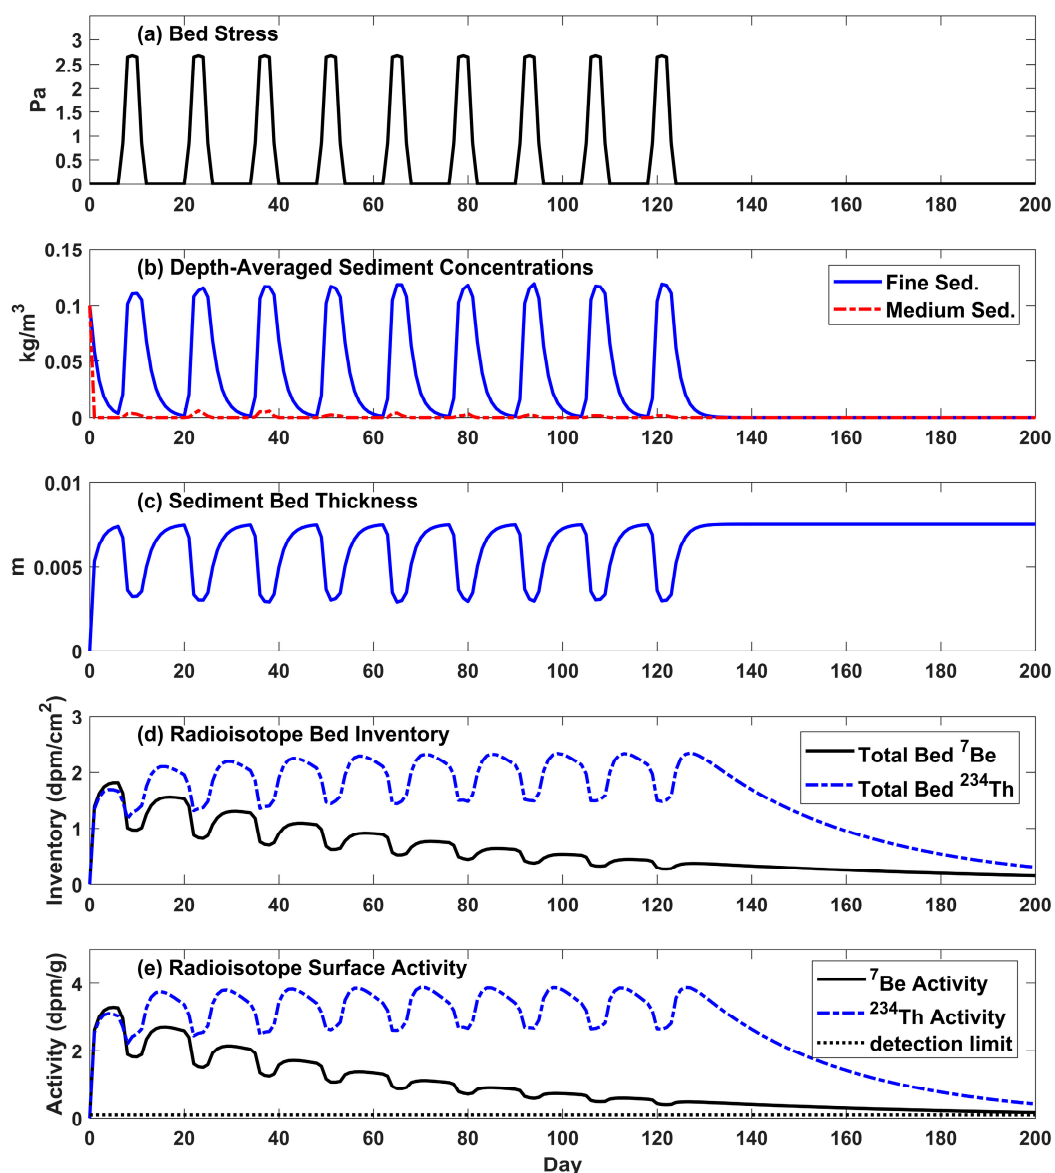 (a) Bed Stress
3
2.5
2
1.5
1
0.5
0
Pa
0 20 40 60 80 100 120 140 160 180 200
(b) Depth-Averaged Sediment Concentrations
0.15
0.1
0.05
0
kg/m³
Fine Sed.
Medium Sed.
0 20 40 60 80 100 120 140 160 180 200
(c) Sediment Bed Thickness
0.01
0.005
0
m
0 20 40 60 80 100 120 140 160 180 200
(d) Radioisotope Bed Inventory
3
2
1
0
Inventory (dpm/cm²)
Total Bed ⁷Be
Total Bed ²³⁴Th
0 20 40 60 80 100 120 140 160 180 200
(e) Radioisotope Surface Activity
4
2
0
Activity (dpm/g)
⁷Be Activity
²³⁴Th Activity
detection limit
0 20 40 60 80 100 120 140 160 180 200
Day